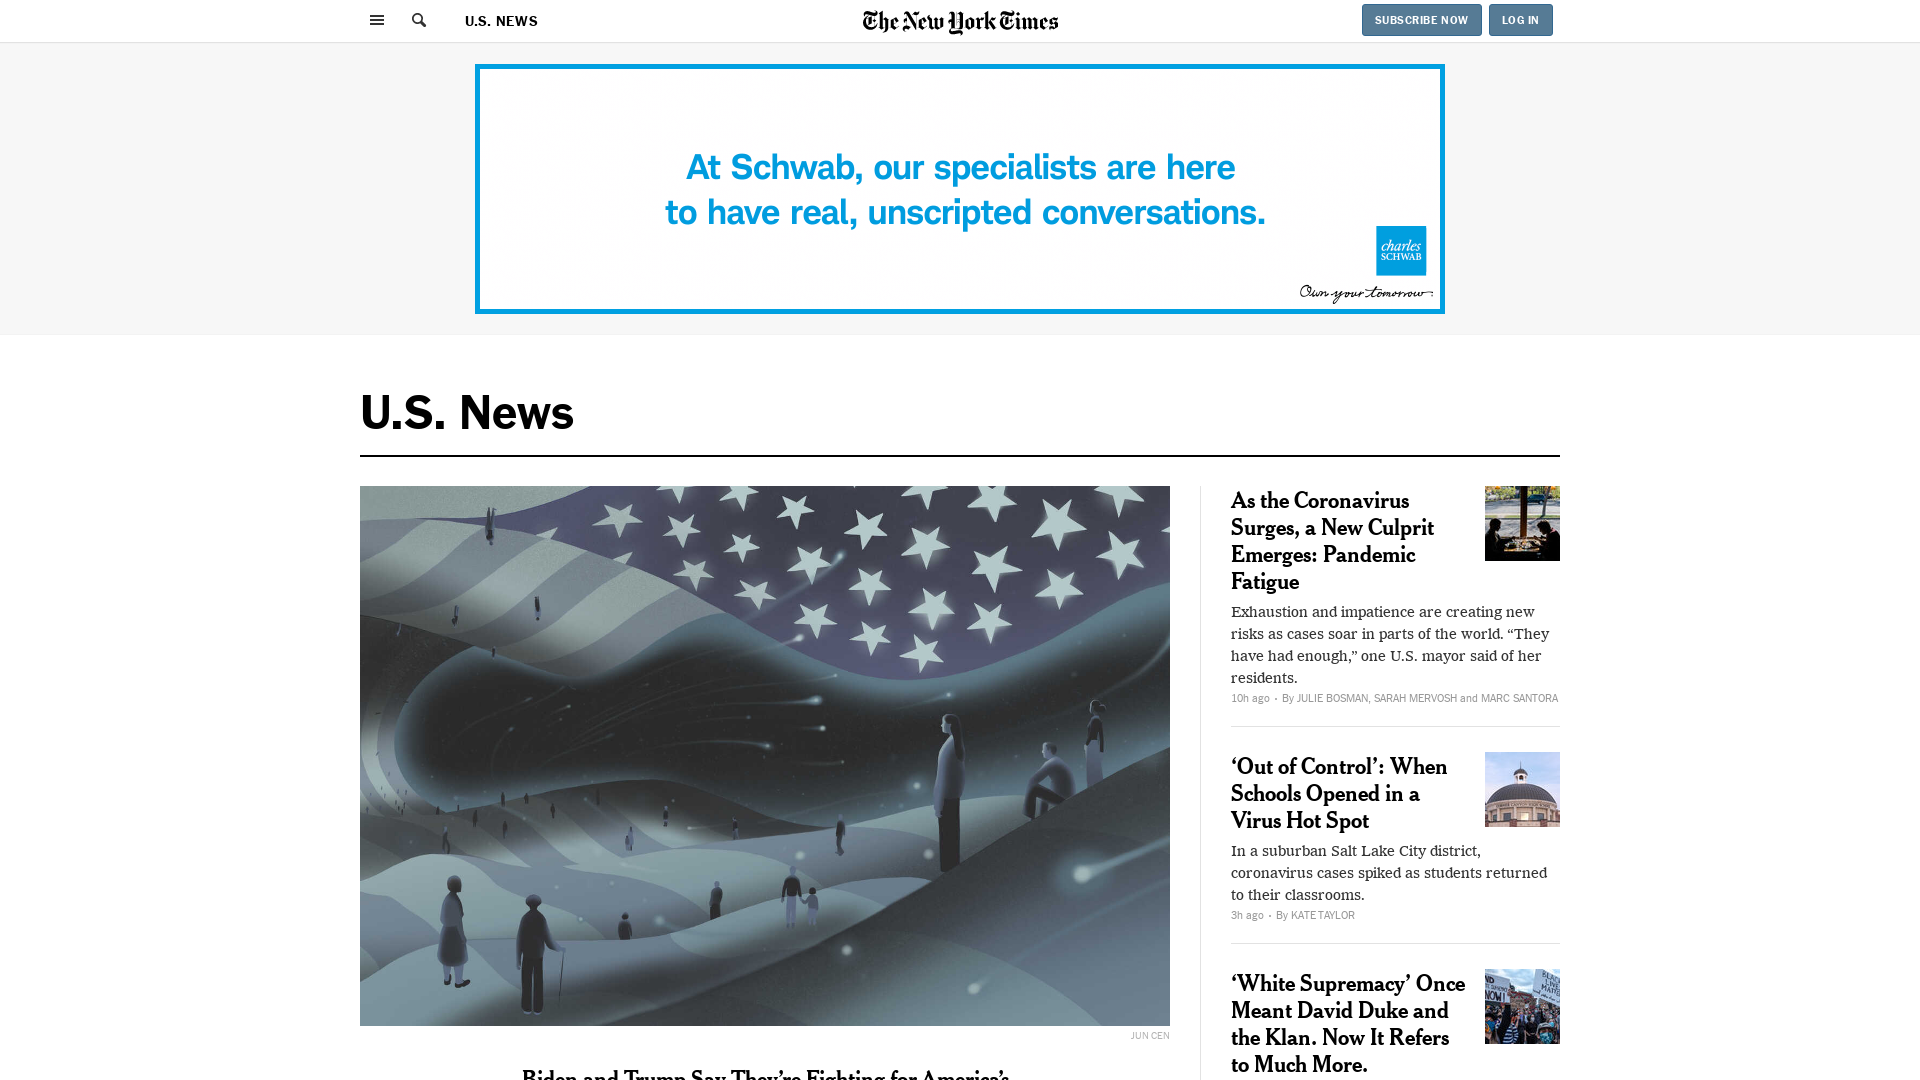 U.S. NEWS
The New York Times
SUBSCRIBE NOW
LOG IN
At Schwab, our specialists are here
to have real, unscripted conversations.
charles
SCHWAB
Own your tomorrow.
U.S. News
JUN CEN
Biden and Trump Say They're Fighting for America's
As the Coronavirus
Surges, a New Culprit
Emerges: Pandemic
Fatigue
Exhaustion and impatience are creating new
risks as cases soar in parts of the world. “They
have had enough,” one U.S. mayor said of her
residents.
10h ago · By JULIE BOSMAN, SARAH MERVOSH and MARC SANTORA
‘Out of Control’: When
Schools Opened in a
Virus Hot Spot
In a suburban Salt Lake City district,
coronavirus cases spiked as students returned
to their classrooms.
3h ago · By KATE TAYLOR
‘White Supremacy’ Once
Meant David Duke and
the Klan. Now It Refers
to Much More.